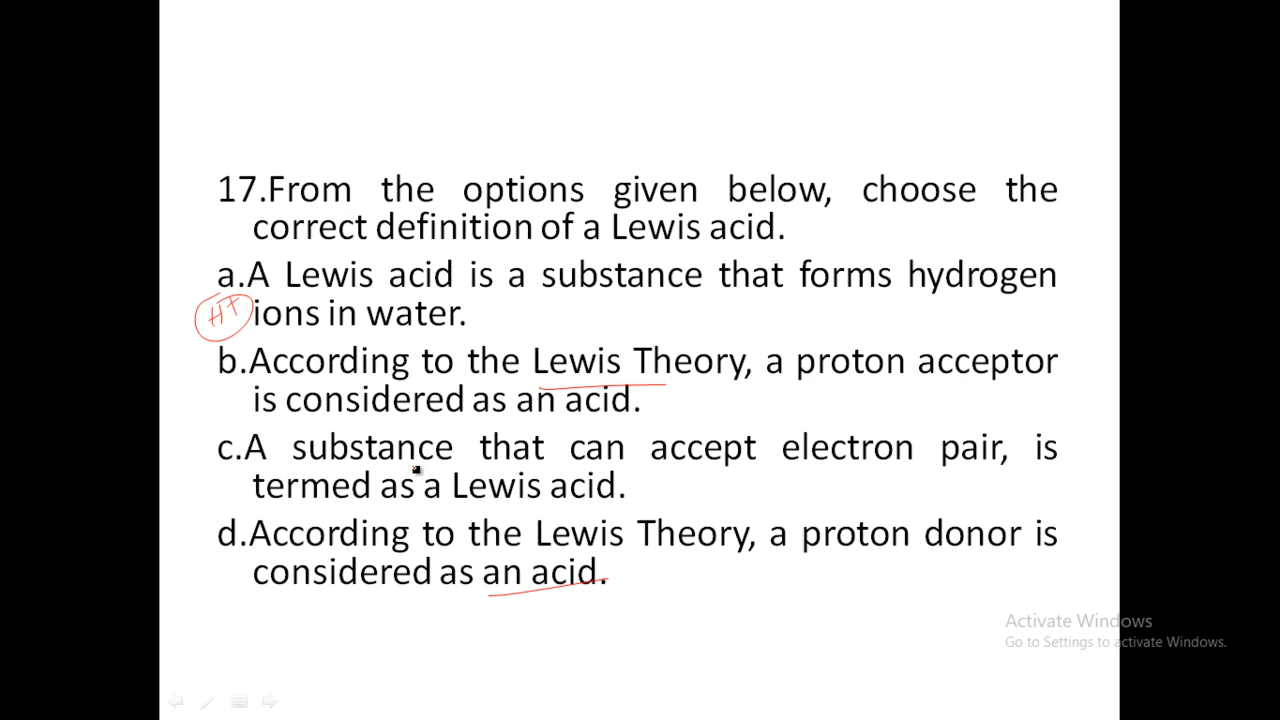 17.From the options given below, choose the
correct definition of a Lewis acid.
a.A Lewis acid is a substance that forms hydrogen
H+
ions in water.
b.According to the Lewis Theory, a proton acceptor
is considered as an acid.
c.A substance that can accept electron pair, is
termed as a Lewis acid.
d.According to the Lewis Theory, a proton donor is
considered as an acid.
Activate Windows
Go to Settings to activate Windows.